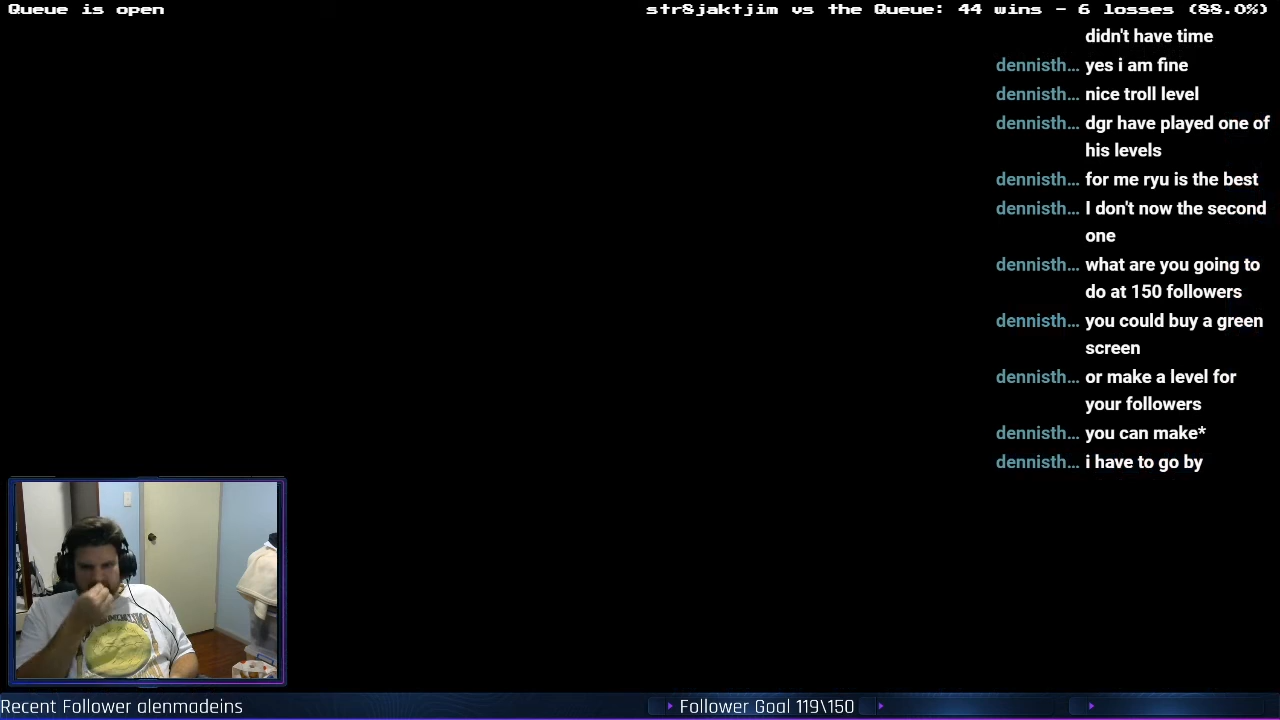 Queue is open
str8jaktjim vs the Queue: 44 wins - 6 losses (88.0%)
didn't have time
dennisth... yes i am fine
dennisth... nice troll level
dennisth... dgr have played one of
his levels
dennisth... for me ryu is the best
dennisth... I don't now the second
one
dennisth... what are you going to
do at 150 followers
dennisth... you could buy a green
screen
dennisth... or make a level for
your followers
dennisth... you can make*
dennisth... i have to go by
Recent Follower alenmadeins
Follower Goal 119\150